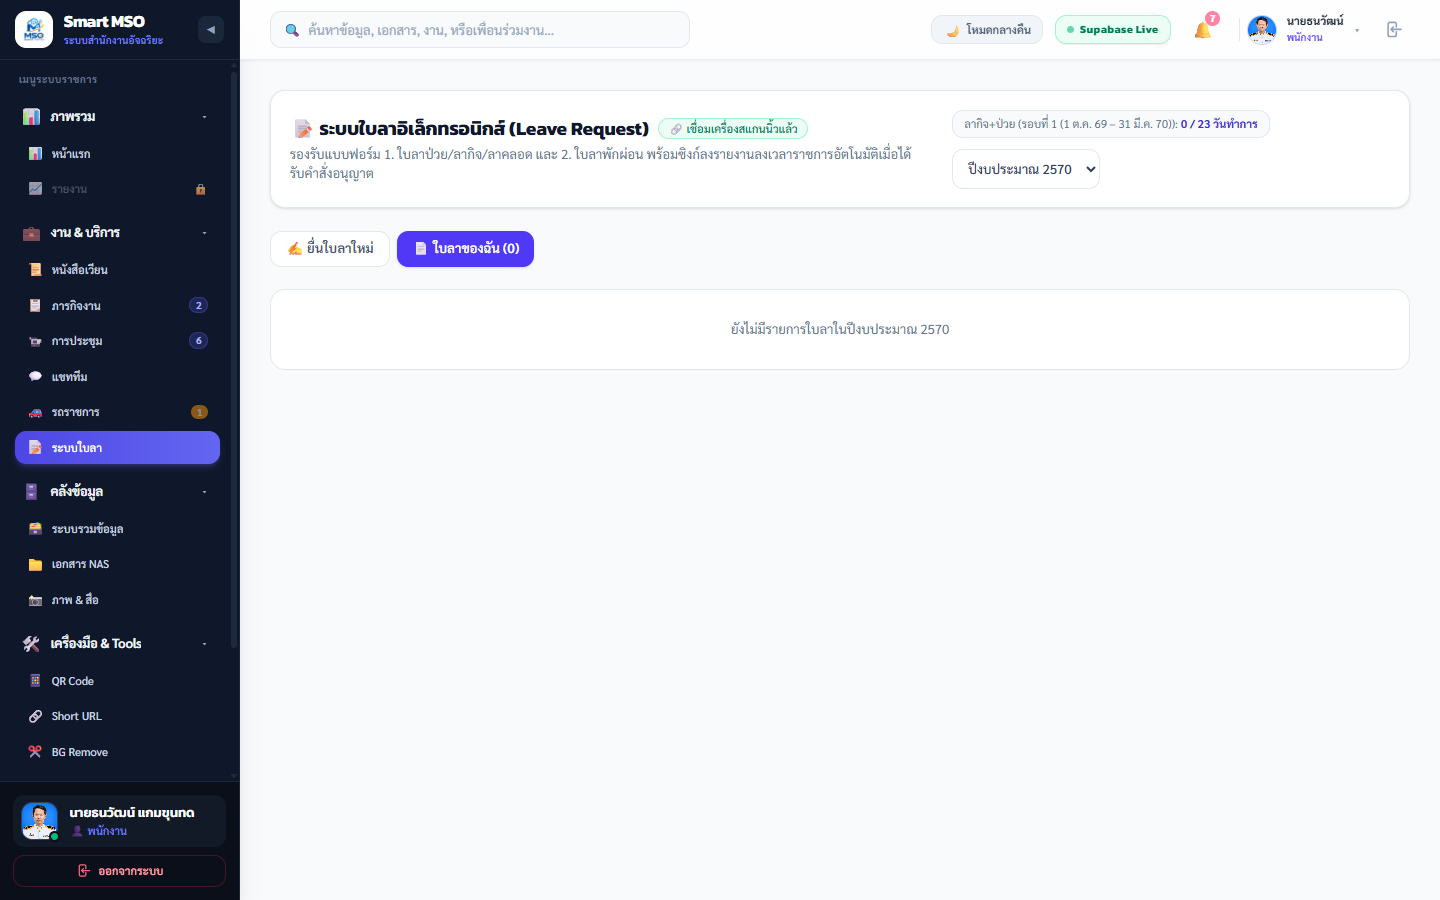 Smart MSO
ระบบสำนักงานอัจฉริยะ
ค้นหาข้อมูล, เอกสาร, งาน, หรือเพื่อนร่วมงาน...
โหมดกลางคืน
Supabase Live
7
นายธนวัฒน์
พนักงาน
เมนูระบบราชการ
ภาพรวม
หน้าแรก
รายงาน
งาน & บริการ
หนังสือเวียน
ภารกิจงาน
2
การประชุม
6
แชททีม
รถราชการ
1
ระบบใบลา
คลังข้อมูล
ระบบรวมข้อมูล
เอกสาร NAS
ภาพ & สื่อ
เครื่องมือ & Tools
QR Code
Short URL
BG Remove
นายธนวัฒน์ แกมขุนทด
พนักงาน
ออกจากระบบ
ระบบใบลาอิเล็กทรอนิกส์ (Leave Request)
เชื่อมเครื่องสแกนนิ้วแล้ว
รองรับแบบฟอร์ม 1. ใบลาป่วย/ลากิจ/ลาคลอด และ 2. ใบลาพักผ่อน พร้อมซิงก์ลงรายงานลงเวลาราชการอัตโนมัติเมื่อได้
รับคำสั่งอนุญาต
ลากิจ+ป่วย (รอบที่ 1 (1 ต.ค. 69 – 31 มี.ค. 70)): 0 / 23 วันทำการ
ปีงบประมาณ 2570
ยื่นใบลาใหม่
ใบลาของฉัน (0)
ยังไม่มีรายการใบลาในปีงบประมาณ 2570